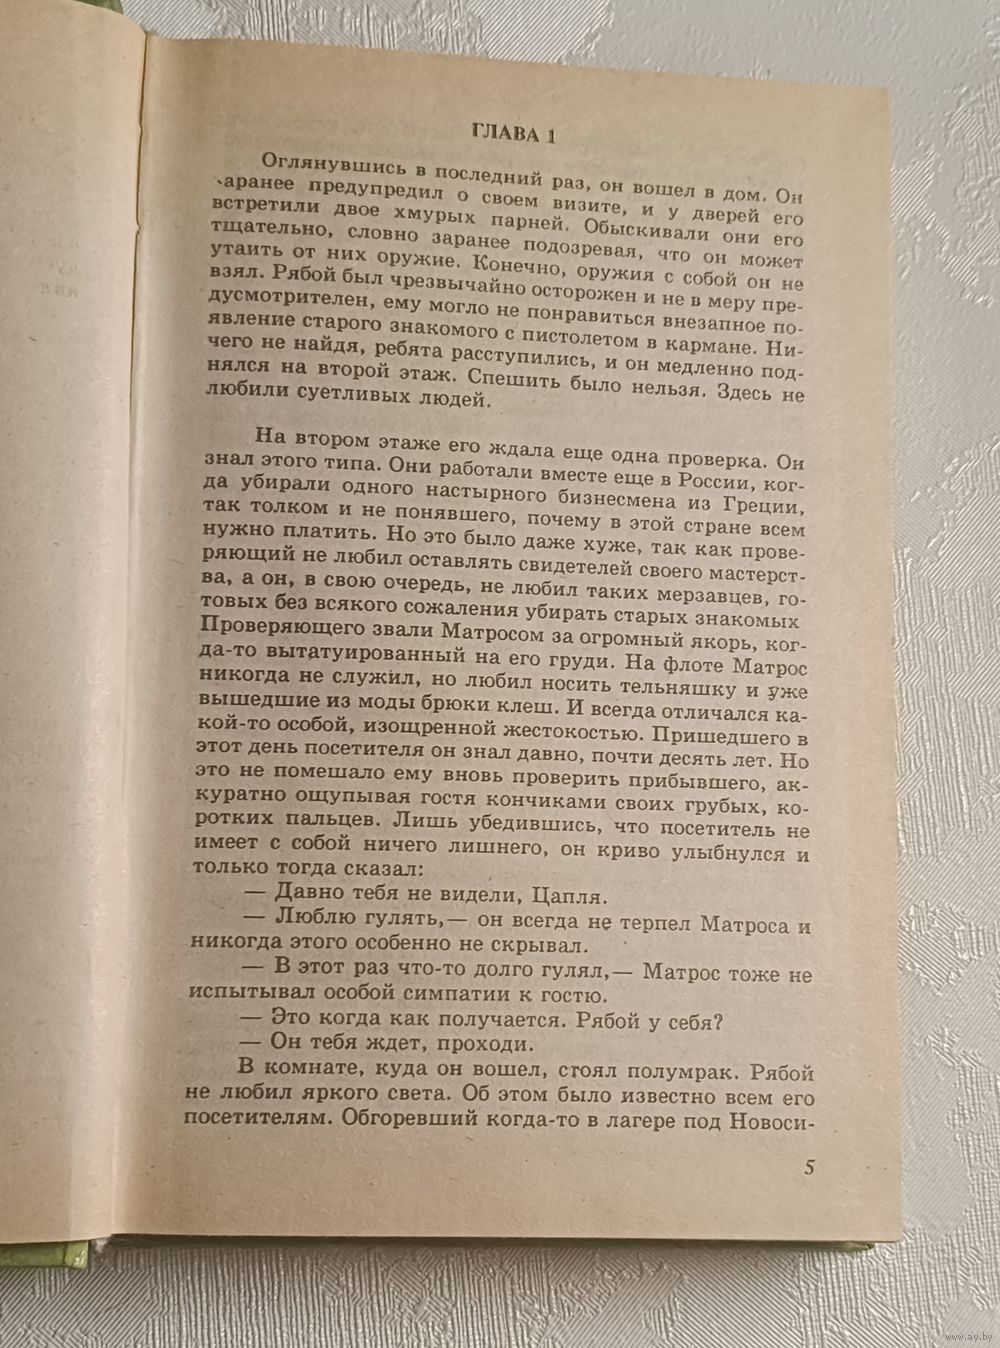 ГЛАВА 1
Оглянувшись в последний раз, он вошел в дом. Он
заранее предупредил о своем визите, и у дверей его
встретили двое хмурых парней. Обыскивали они его
тщательно, словно заранее подозревая, что он может
утаить от них оружие. Конечно, оружия с собой он не
взял. Рябой был чрезвычайно осторожен и не в меру пре-
дусмотрителен, ему могло не понравиться внезапное по-
явление старого знакомого с пистолетом в кармане. Ни-
чего не найдя, ребята расступились, и он медленно под-
нялся на второй этаж. Спешить было нельзя. Здесь не
любили суетливых людей.
На втором этаже его ждала еще одна проверка. Он
знал этого типа. Они работали вместе еще в России, ког-
да убирали одного настырного бизнесмена из Греции,
так толком и не понявшего, почему в этой стране всем
нужно платить. Но это было даже хуже, так как прове-
ряющий не любил оставлять свидетелей своего мастерст-
ва, а он, в свою очередь, не любил таких мерзавцев, го-
товых без всякого сожаления убирать старых знакомых
Проверяющего звали Матросом за огромный якорь, ког-
да-то вытатуированный на его груди. На флоте Матрос
никогда не служил, но любил носить тельняшку и уже
вышедшие из моды брюки клеш. И всегда отличался ка-
кой-то особой, изощренной жестокостью. Пришедшего в
этот день посетителя он знал давно, почти десять лет. Но
это не помешало ему вновь проверить прибывшего, ак-
куратно ощупывая гостя кончиками своих грубых, ко-
ротких пальцев. Лишь убедившись, что посетитель не
имеет с собой ничего лишнего, он криво улыбнулся и
только тогда сказал:
— Давно тебя не видели, Цапля.
— Люблю гулять,— он всегда не терпел Матроса и
никогда этого особенно не скрывал.
— В этот раз что-то долго гулял,— Матрос тоже не
испытывал особой симпатии к гостю.
— Это когда как получается. Рябой у себя?
— Он тебя ждет, проходи.
В комнате, куда он вошел, стоял полумрак. Рябой
не любил яркого света. Об этом было известно всем его
посетителям. Обгоревший когда-то в лагере под Новоси-
5
www.ay.by